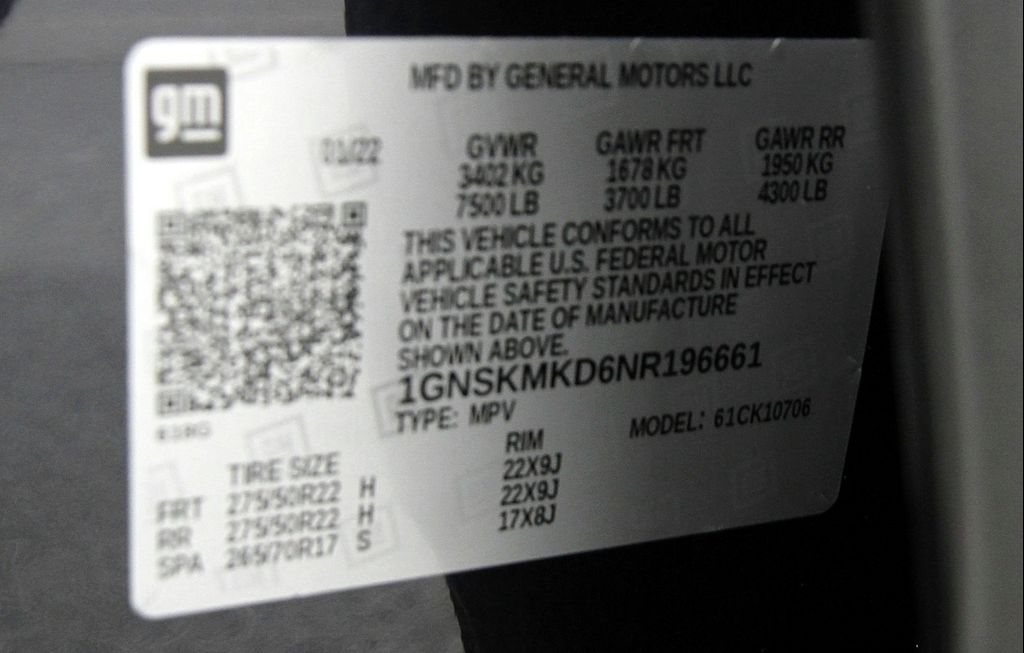 gm
MFD BY GENERAL MOTORS LLC
01/22 GVWR GAWR FRT GAWR RR
3402 KG 1678 KG 1950 KG
7500 LB 3700 LB 4300 LB
THIS VEHICLE CONFORMS TO ALL
APPLICABLE U.S. FEDERAL MOTOR
VEHICLE SAFETY STANDARDS IN EFFECT
ON THE DATE OF MANUFACTURE
SHOWN ABOVE.
1GNSKMKD6NR196661
TYPE: MPV MODEL: 61CK10706
TIRE SIZE RIM
FRT 275/50R22 H 22X9J
RR 275/50R22 H 22X9J
SPA 265/70R17 S 17X8J